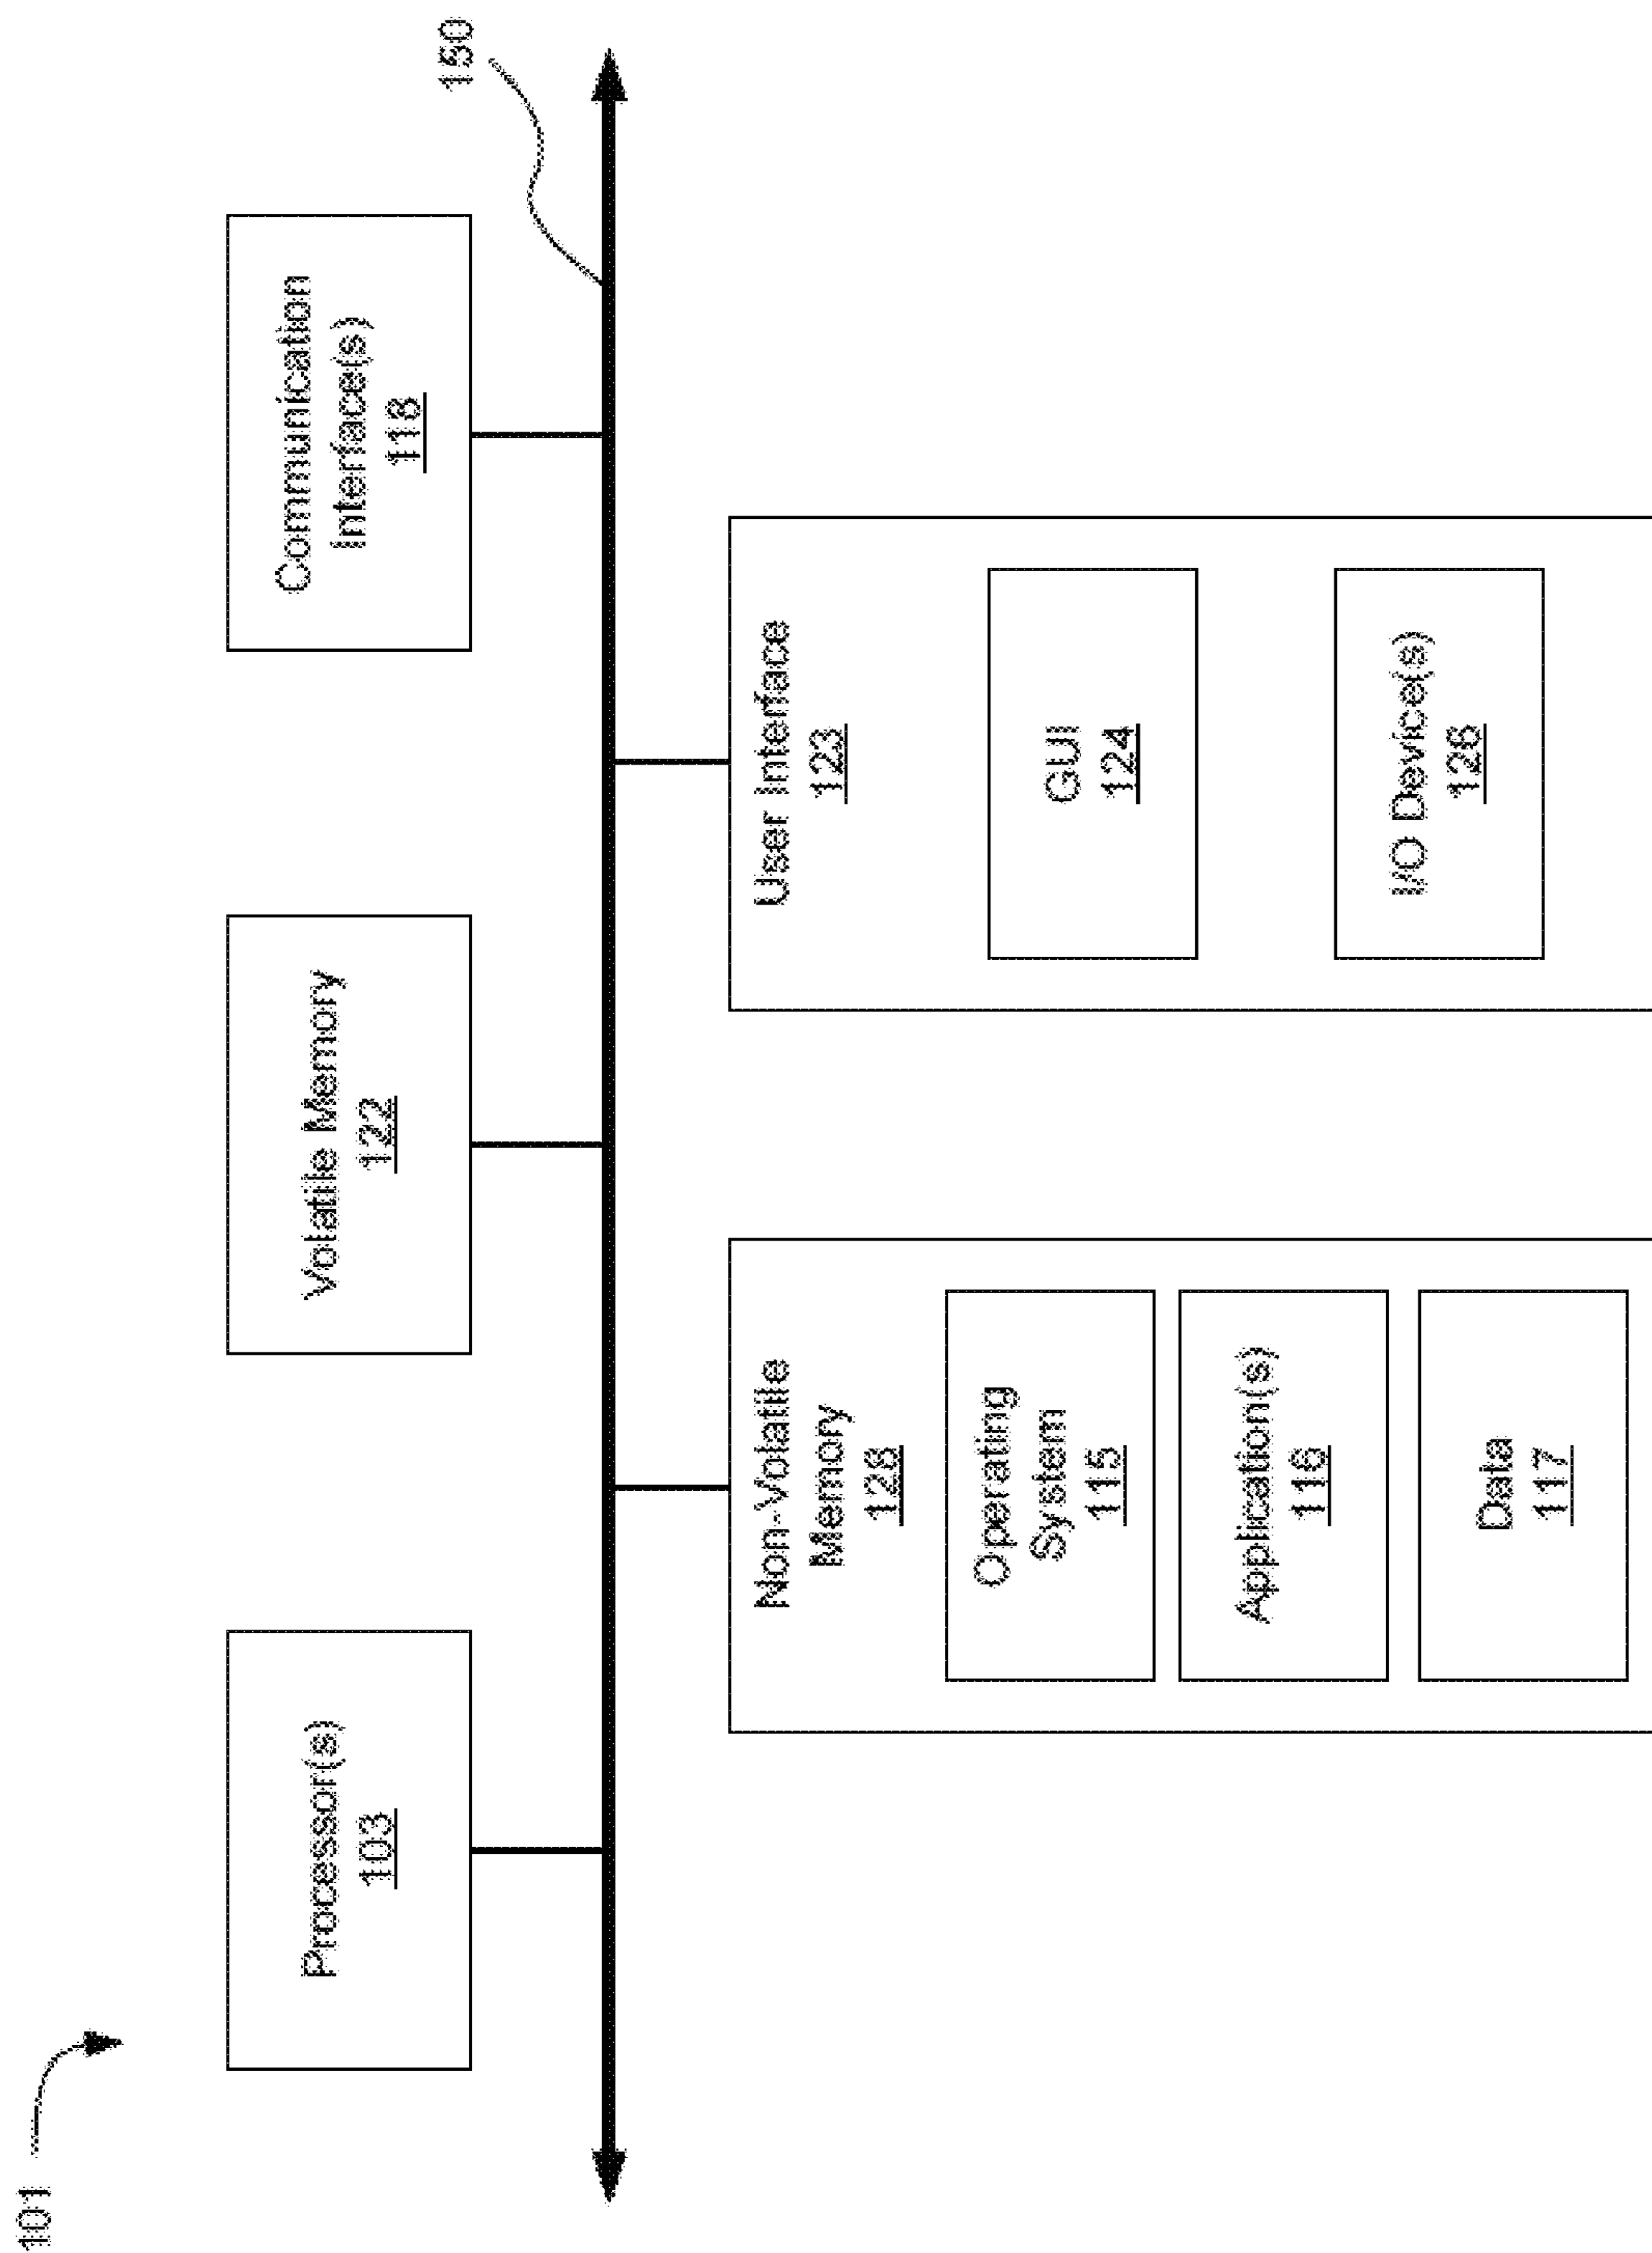 101
Processor(s)
103
Volatile Memory
122
Communication
Interface(s)
118
150
Non-Volatile
Memory
128
Operating
System
115
Application(s)
116
Data
117
User Interface
123
GUI
124
I/O Device(s)
126